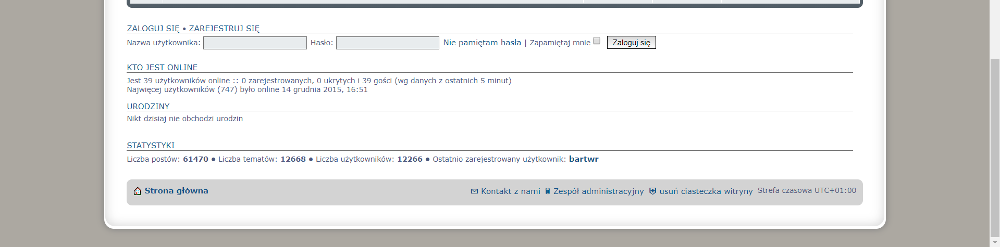 ZALOGUJ SIĘ • ZAREJESTRUJ SIĘ
Nazwa użytkownika: Hasło: Nie pamiętam hasła | Zapamiętaj mnie Zaloguj się
KTO JEST ONLINE
Jest 39 użytkowników online :: 0 zarejestrowanych, 0 ukrytych i 39 gości (wg danych z ostatnich 5 minut)
Najwięcej użytkowników (747) było online 14 grudnia 2015, 16:51
URODZINY
Nikt dzisiaj nie obchodzi urodzin
STATYSTYKI
Liczba postów: 61470 • Liczba tematów: 12668 • Liczba użytkowników: 12266 • Ostatnio zarejestrowany użytkownik: bartwr
Strona główna Kontakt z nami Zespół administracyjny usuń ciasteczka witryny Strefa czasowa UTC+01:00